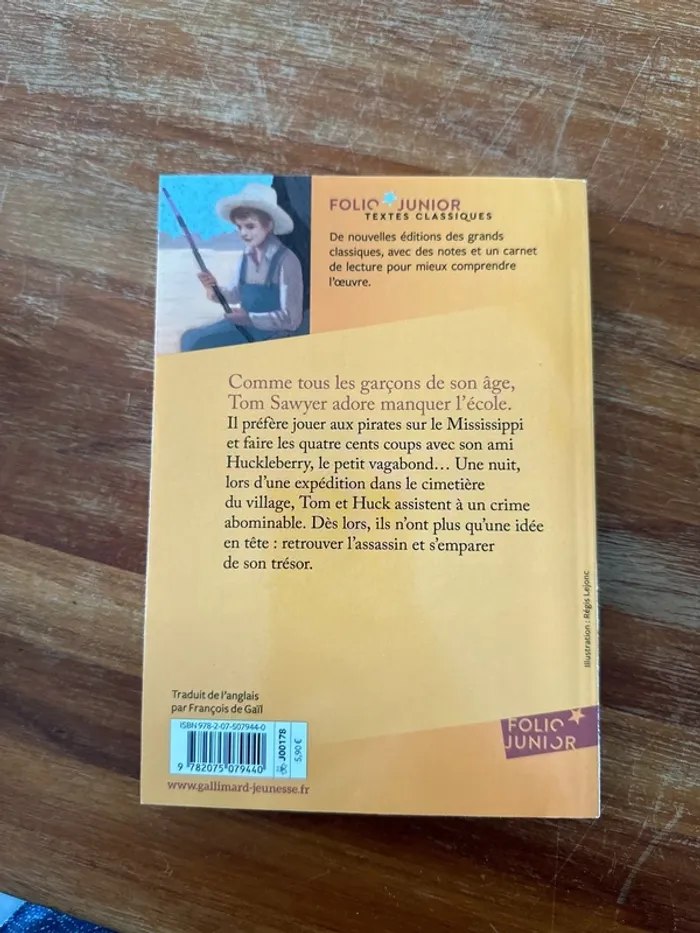 FOLIO JUNIOR
TEXTES CLASSIQUES
De nouvelles éditions des grands
classiques, avec des notes et un carnet
de lecture pour mieux comprendre
l'œuvre.
Comme tous les garçons de son âge,
Tom Sawyer adore manquer l'école.
Il préfère jouer aux pirates sur le Mississippi
et faire les quatre cents coups avec son ami
Huckleberry, le petit vagabond... Une nuit,
lors d'une expédition dans le cimetière
du village, Tom et Huck assistent à un crime
abominable. Dès lors, ils n'ont plus qu'une idée
en tête : retrouver l'assassin et s'emparer
de son trésor.
Illustration : Régis Lejonc
Traduit de l'anglais
par François de Gaïl
ISBN 978-2-07-507944-0
9 782075 079440
J00178
5,90 €
www.gallimard-jeunesse.fr
FOLIO
JUNIOR